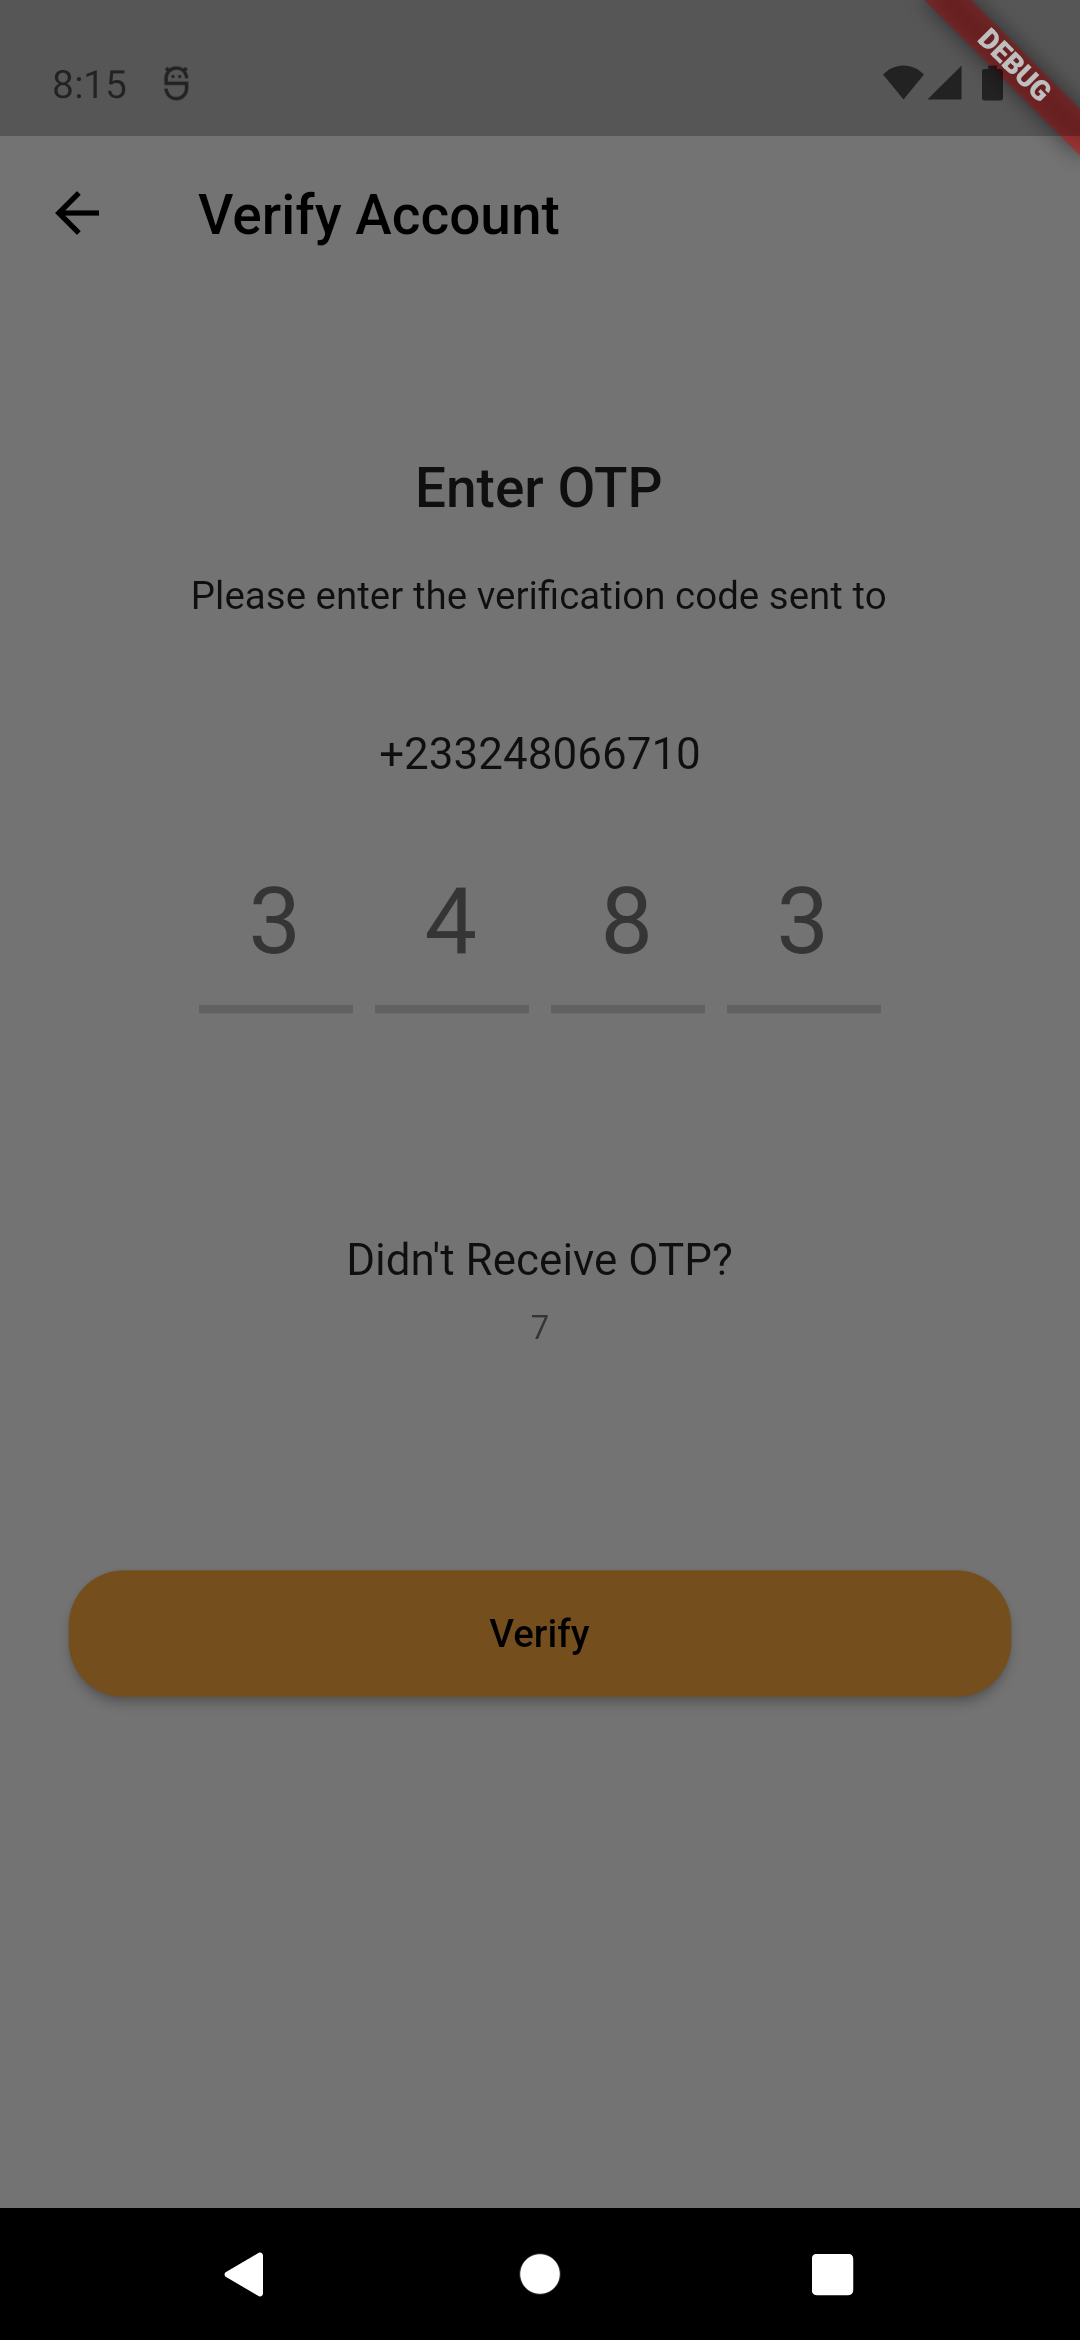 8:15
DEBUG
Verify Account
Enter OTP
Please enter the verification code sent to
+233248066710
3 4 8 3
Didn't Receive OTP?
7
Verify